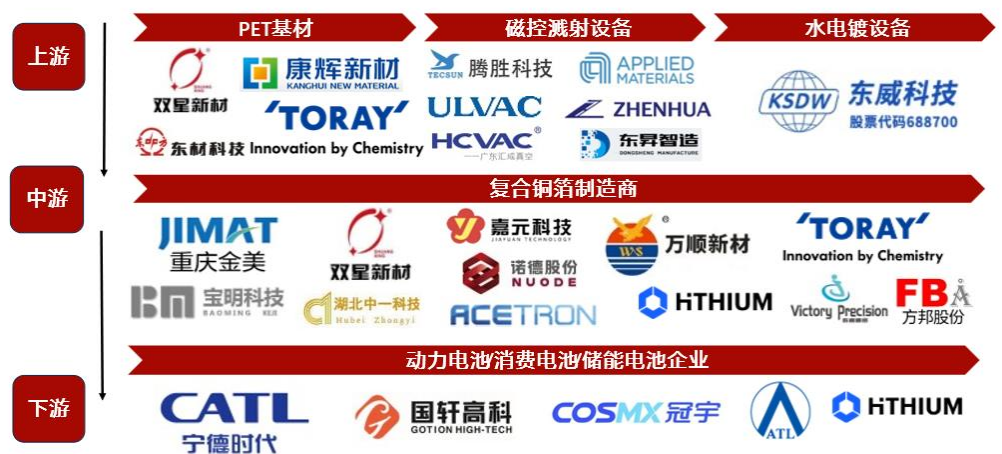 上游
PET基材
磁控溅射设备
水电镀设备
SHUANG XING
双星新材
康辉新材
KANGHUI NEW MATERIAL
东材科技
'TORAY'
Innovation by Chemistry
TECSUN 腾胜科技
APPLIED MATERIALS
ULVAC
ZHENHUA
HCVAC®
——广东汇成真空
东昇智造
DONGSHENG MANUFACTURE
KSDW
东威科技
股票代码688700
中游
复合铜箔制造商
JIMAT
重庆金美
SHUANG XING
双星新材
嘉元科技
JIAYUAN TECHNOLOGY
诺德股份
NUODE
WS
®
万顺新材
'TORAY'
Innovation by Chemistry
BM
宝明科技
BAOMING KEJI
湖北中一科技
Hubei Zhongyi
ACETRON
HiTHIUM
Victory Precision
FBÅ
方邦股份
下游
动力电池/消费电池/储能电池企业
CATL
宁德时代
国轩高科
GOTION HIGH-TECH
COSMX 冠宇
ATL
HiTHIUM